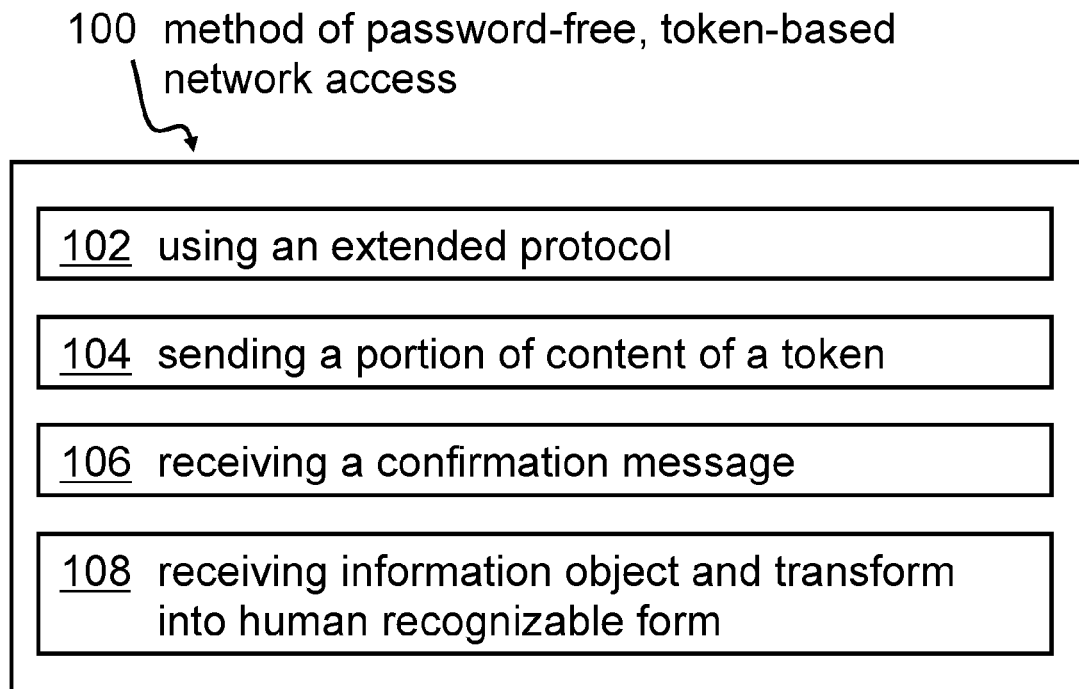 100 method of password-free, token-based
network access
102 using an extended protocol
104 sending a portion of content of a token
106 receiving a confirmation message
108 receiving information object and transform
into human recognizable form